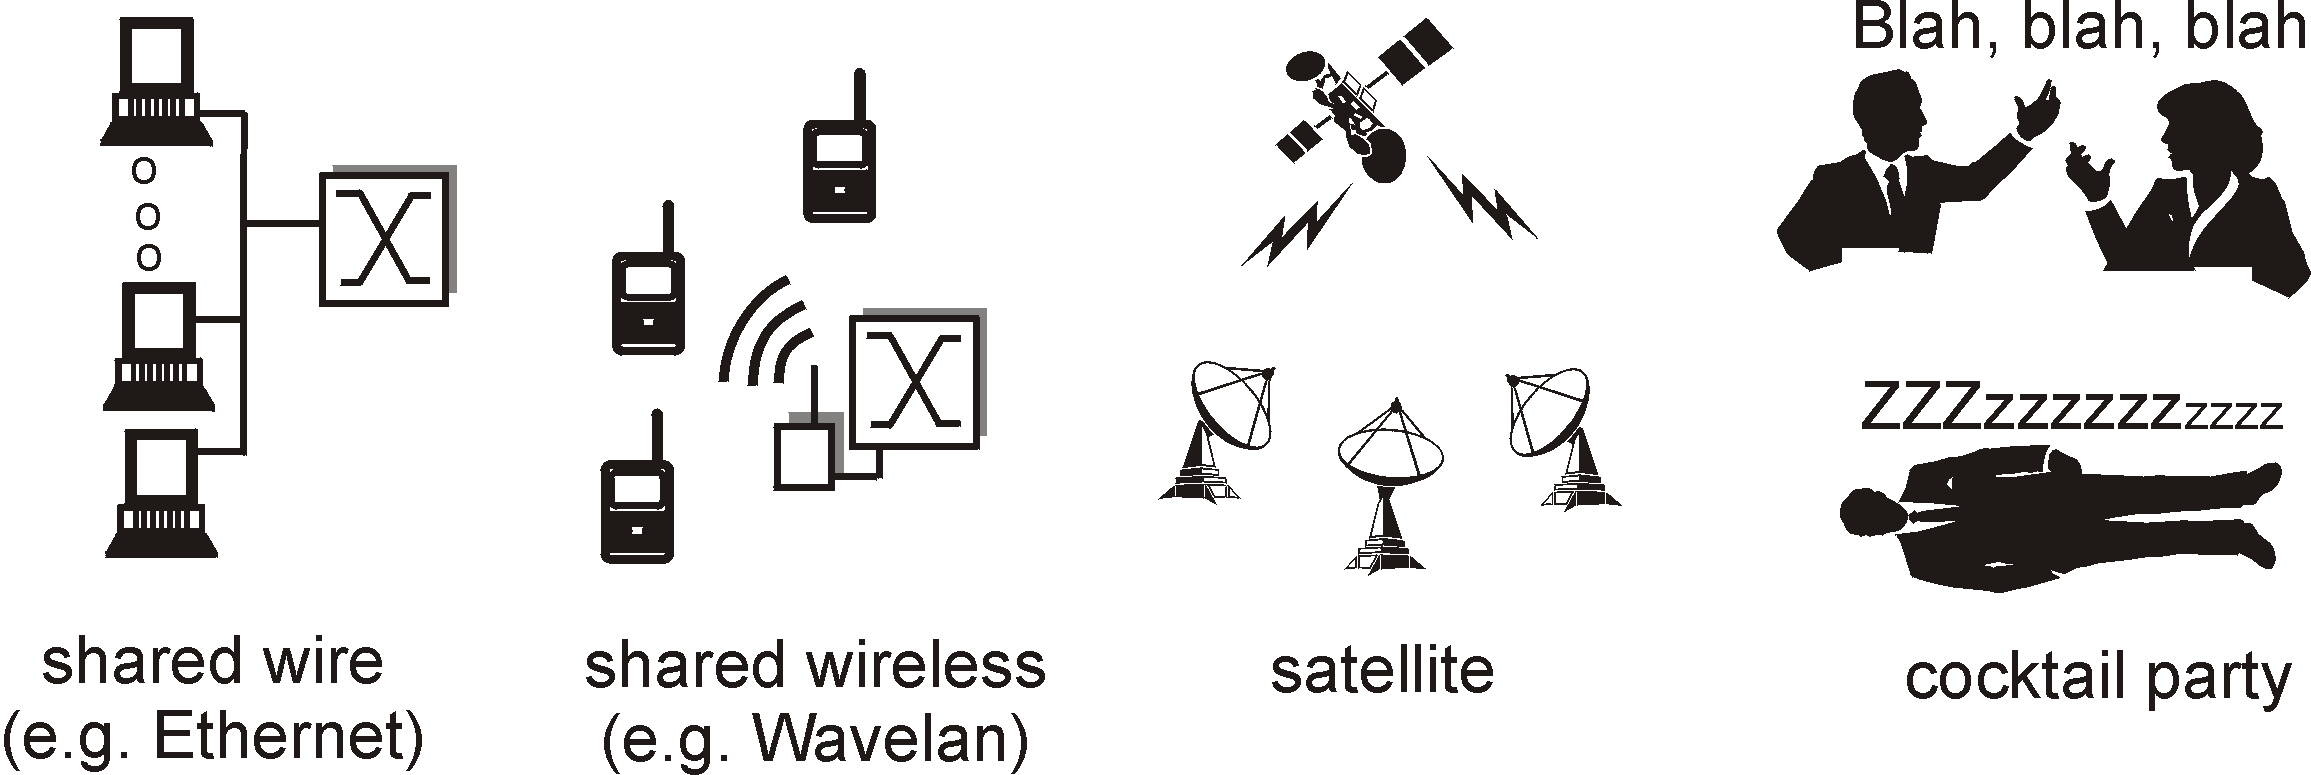 Blah, blah, blah
o
o
o
ZZZzzzzzzzzzz
shared wire
(e.g. Ethernet)
shared wireless
(e.g. Wavelan)
satellite
cocktail party